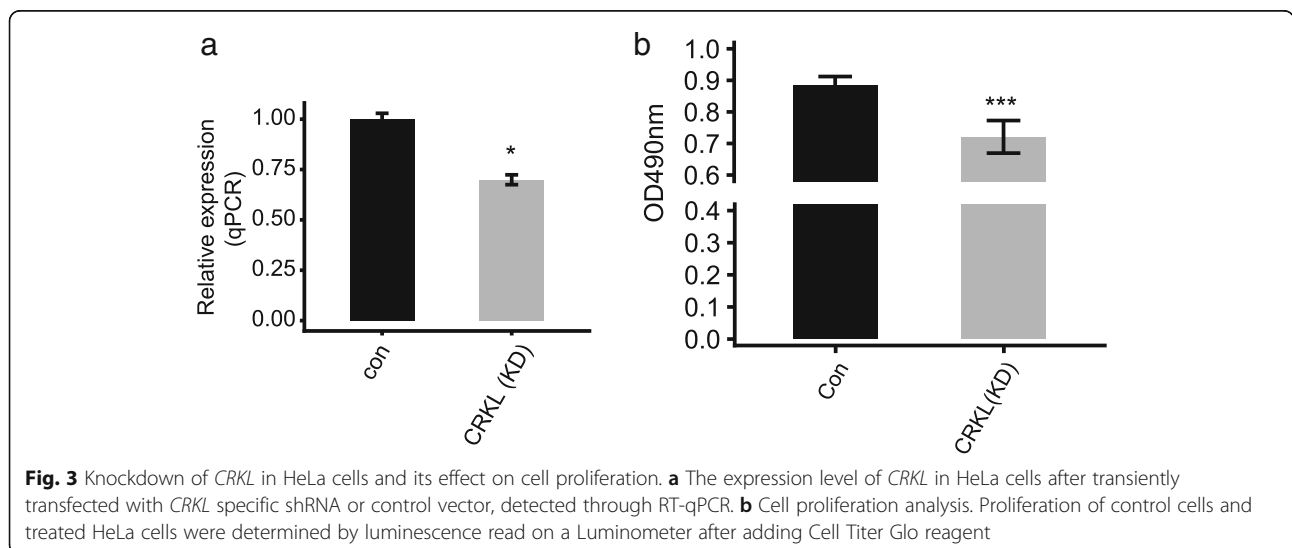 a
Relative expression
(qPCR)
1.00
0.75
0.50
0.25
0.00
*
con
CRKL (KD)
b
OD490nm
1.0
0.9
0.8
0.7
0.6
0.5
0.4
0.3
0.2
0.1
0.0
***
Con
CRKL(KD)
Fig. 3 Knockdown of CRKL in HeLa cells and its effect on cell proliferation. a The expression level of CRKL in HeLa cells after transiently
transfected with CRKL specific shRNA or control vector, detected through RT-qPCR. b Cell proliferation analysis. Proliferation of control cells and
treated HeLa cells were determined by luminescence read on a Luminometer after adding Cell Titer Glo reagent